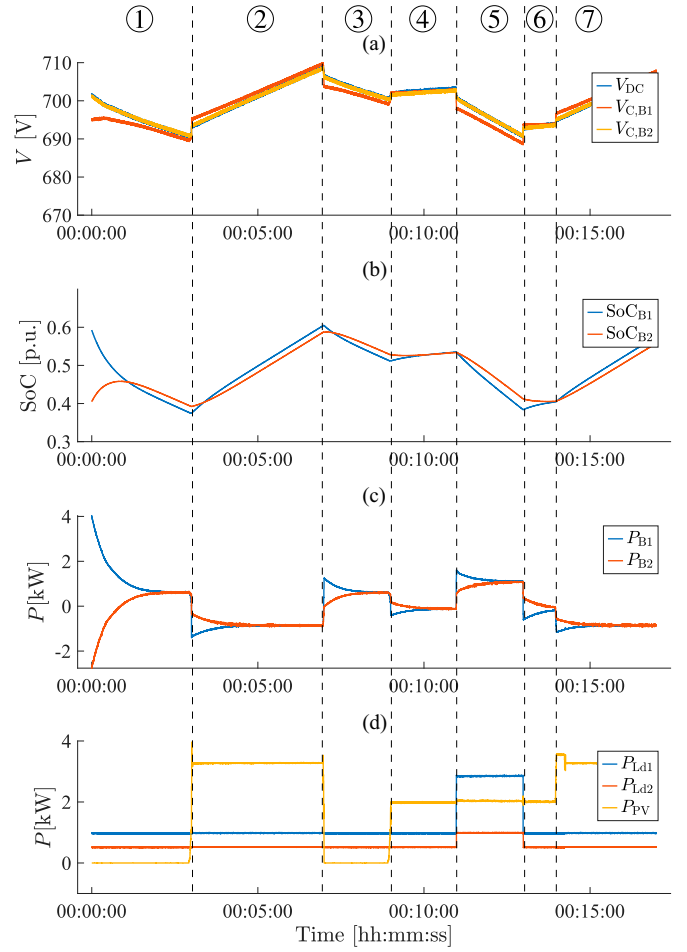 ① ② ③ ④ ⑤ ⑥ ⑦
(a)
710
700
690
680
670
V [V]
V_DC
V_C,B1
V_C,B2
00:00:00 00:05:00 00:10:00 00:15:00
(b)
0.6
0.5
0.4
0.3
SoC [p.u.]
SoC_B1
SoC_B2
00:00:00 00:05:00 00:10:00 00:15:00
(c)
4
2
0
-2
P[kW]
P_B1
P_B2
00:00:00 00:05:00 00:10:00 00:15:00
(d)
4
2
0
P[kW]
P_Ld1
P_Ld2
P_PV
00:00:00 00:05:00 00:10:00 00:15:00
Time [hh:mm:ss]